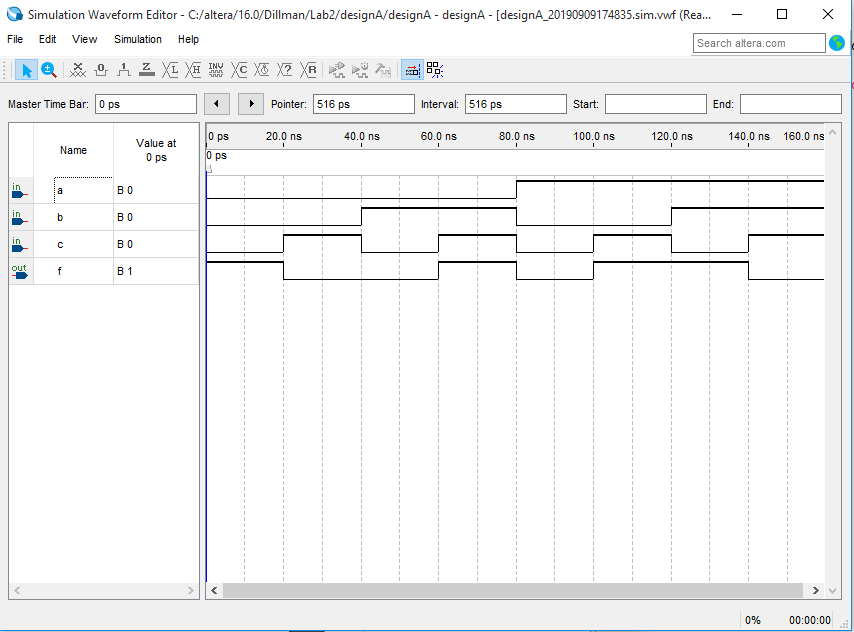 Simulation Waveform Editor - C:/altera/16.0/Dillman/Lab2/designA/designA - designA - [designA_20190909174835.sim.vwf (Rea...
File Edit View Simulation Help
Search altera.com
Master Time Bar: 0 ps Pointer: 516 ps Interval: 516 ps Start: End:
Name Value at 0 ps
0 ps 20.0 ns 40.0 ns 60.0 ns 80.0 ns 100.0 ns 120.0 ns 140.0 ns 160.0 ns
0 ps
in a B 0
in b B 0
in c B 0
out f B 1
0% 00:00:00